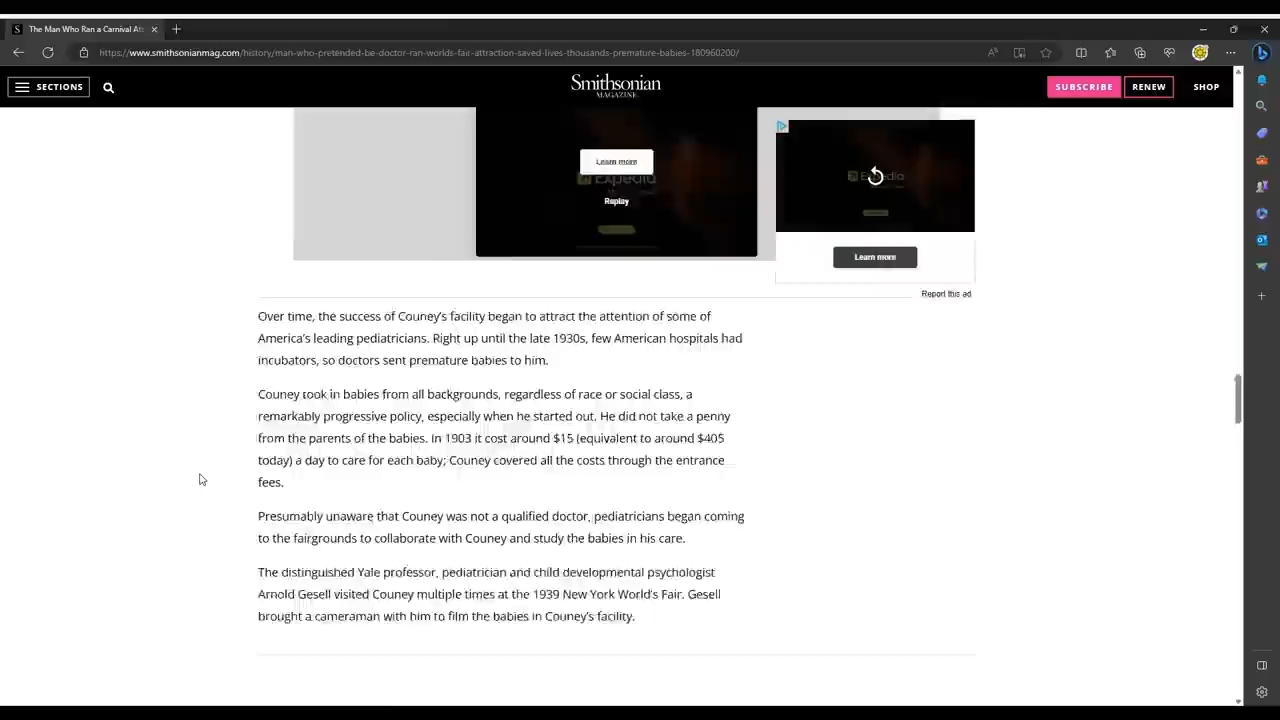 The Man Who Ran a Carnival Att
https://www.smithsonianmag.com/history/man-who-pretended-be-doctor-ran-worlds-fair-attraction-saved-lives-thousands-premature-babies-180960200/
SECTIONS
Smithsonian
MAGAZINE
SUBSCRIBE
RENEW
SHOP
Learn more
Expedia
Replay
Expedia
Learn more
Report this ad
Over time, the success of Couney's facility began to attract the attention of some of
America's leading pediatricians. Right up until the late 1930s, few American hospitals had
incubators, so doctors sent premature babies to him.
Couney took in babies from all backgrounds, regardless of race or social class, a
remarkably progressive policy, especially when he started out. He did not take a penny
from the parents of the babies. In 1903 it cost around $15 (equivalent to around $405
today) a day to care for each baby; Couney covered all the costs through the entrance
fees.
Presumably unaware that Couney was not a qualified doctor, pediatricians began coming
to the fairgrounds to collaborate with Couney and study the babies in his care.
The distinguished Yale professor, pediatrician and child developmental psychologist
Arnold Gesell visited Couney multiple times at the 1939 New York World's Fair. Gesell
brought a cameraman with him to film the babies in Couney's facility.